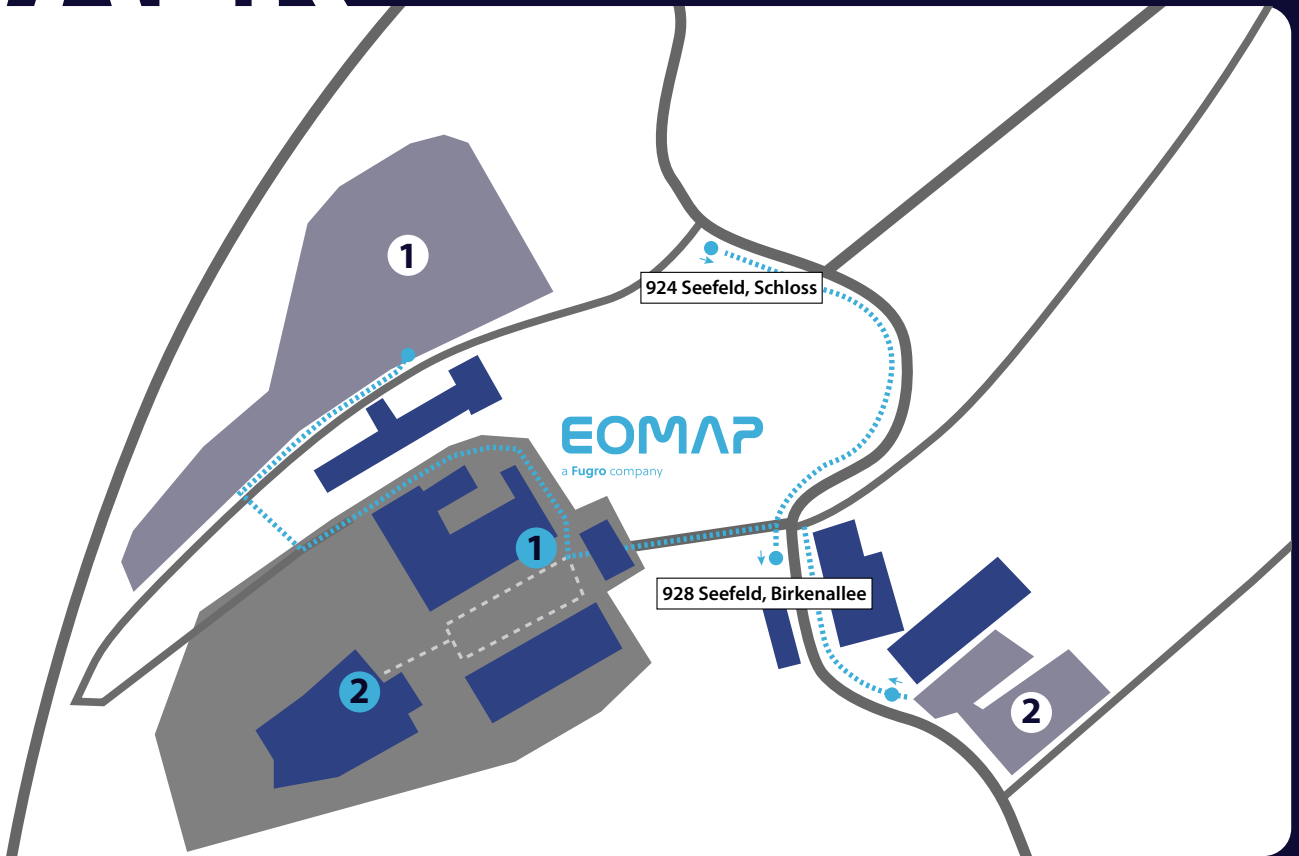 1
924 Seefeld, Schloss
EOMAP
a Fugro company
1
928 Seefeld, Birkenallee
2
2